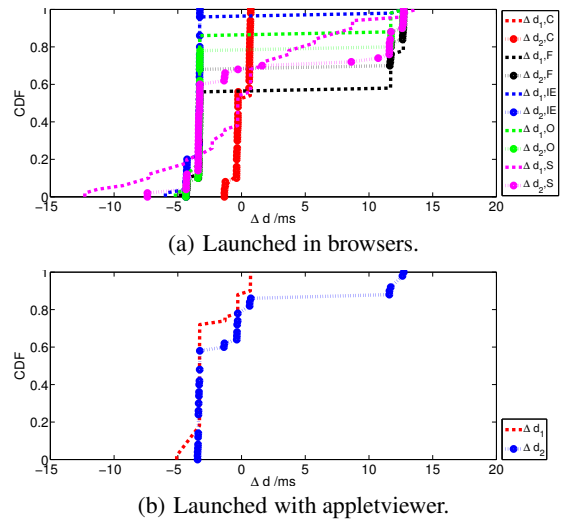 1
0.8
0.6
0.4
0.2
0
CDF
−15 −10 −5 0 5 10 15 20
Δ d /ms
Δ d1,C
Δ d2,C
Δ d1,F
Δ d2,F
Δ d1,IE
Δ d2,IE
Δ d1,O
Δ d2,O
Δ d1,S
Δ d2,S
(a) Launched in browsers.
1
0.8
0.6
0.4
0.2
0
CDF
−15 −10 −5 0 5 10 15 20
Δ d /ms
Δ d1
Δ d2
(b) Launched with appletviewer.